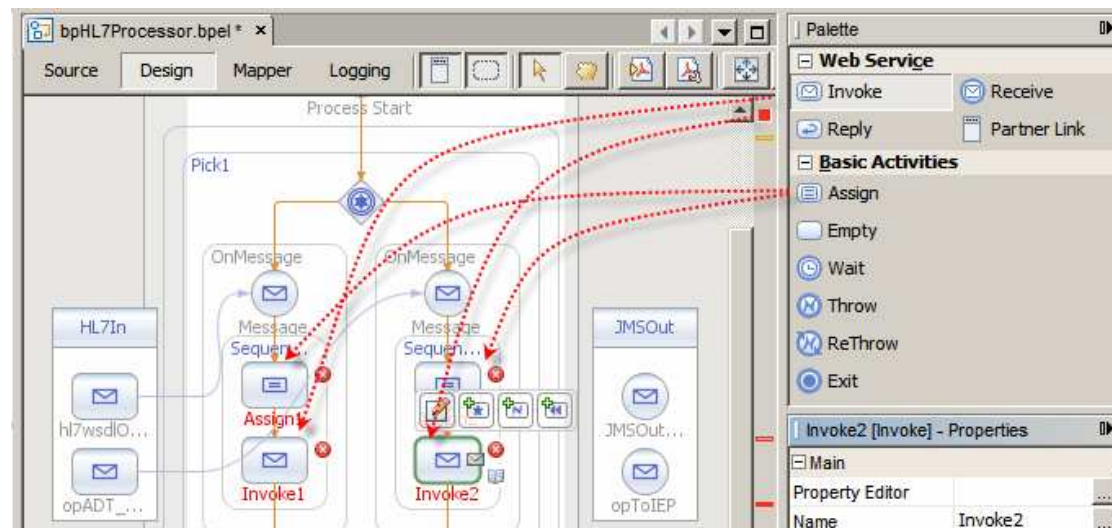 bpHL7Processor.bpel *
Source Design Mapper Logging
Process Start
Pick1
OnMessage
OnMessage
HL7In
Message
Message
JMSOut
Sequen...
Sequen...
Assign1
hl7wsdlO...
JMSOut...
Invoke1
Invoke2
opADT_...
opToIEP
Palette
Web Service
Invoke
Receive
Reply
Partner Link
Basic Activities
Assign
Empty
Wait
Throw
ReThrow
Exit
Invoke2 [Invoke] - Properties
Main
Property Editor
...
Name Invoke2